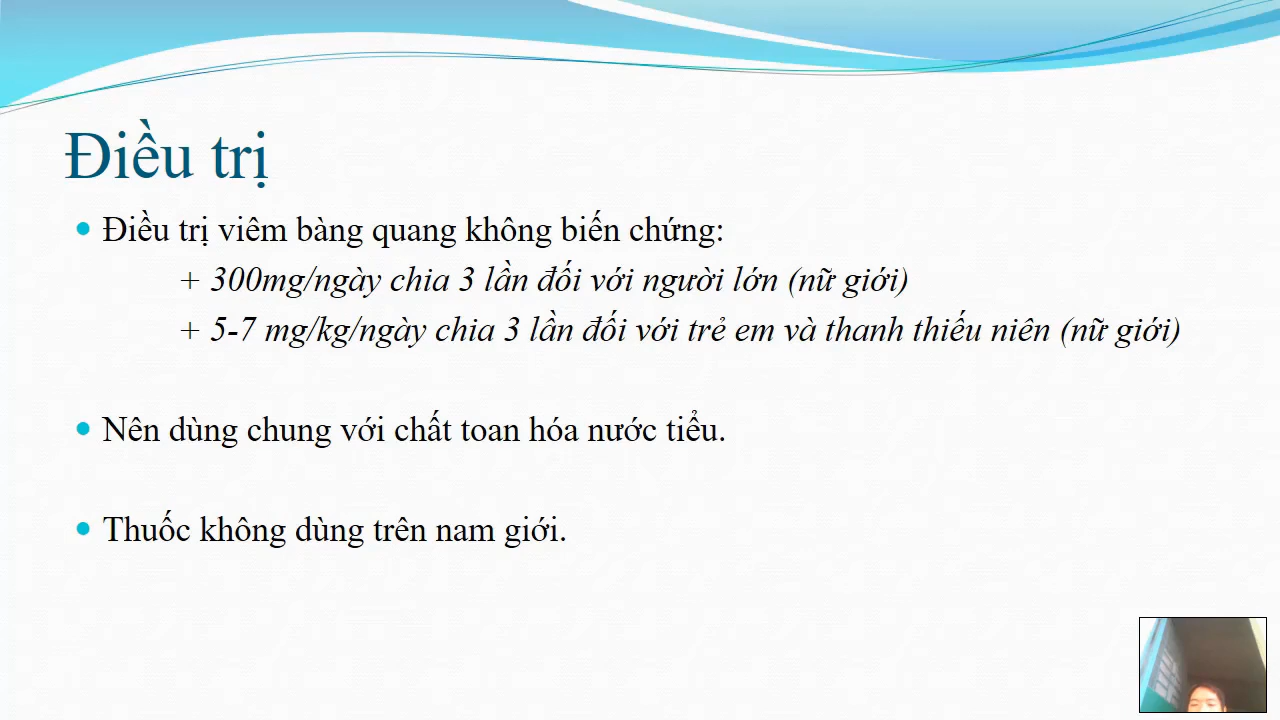 Điều trị
Điều trị viêm bàng quang không biến chứng:
+ 300mg/ngày chia 3 lần đối với người lớn (nữ giới)
+ 5-7 mg/kg/ngày chia 3 lần đối với trẻ em và thanh thiếu niên (nữ giới)
Nên dùng chung với chất toan hóa nước tiểu.
Thuốc không dùng trên nam giới.